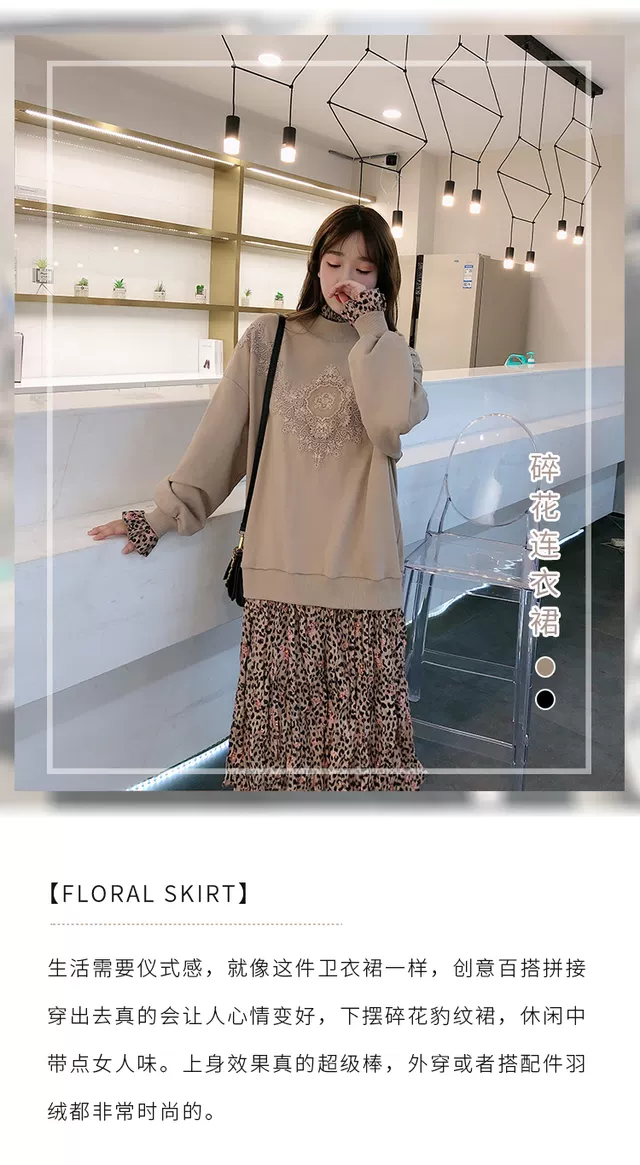 碎花连衣裙
【FLORAL SKIRT】
生活需要仪式感，就像这件卫衣裙一样，创意百搭拼接
穿出去真的会让人心情变好，下摆碎花豹纹裙，休闲中
带点女人味。上身效果真的超级棒，外穿或者搭配件羽
绒都非常时尚的。